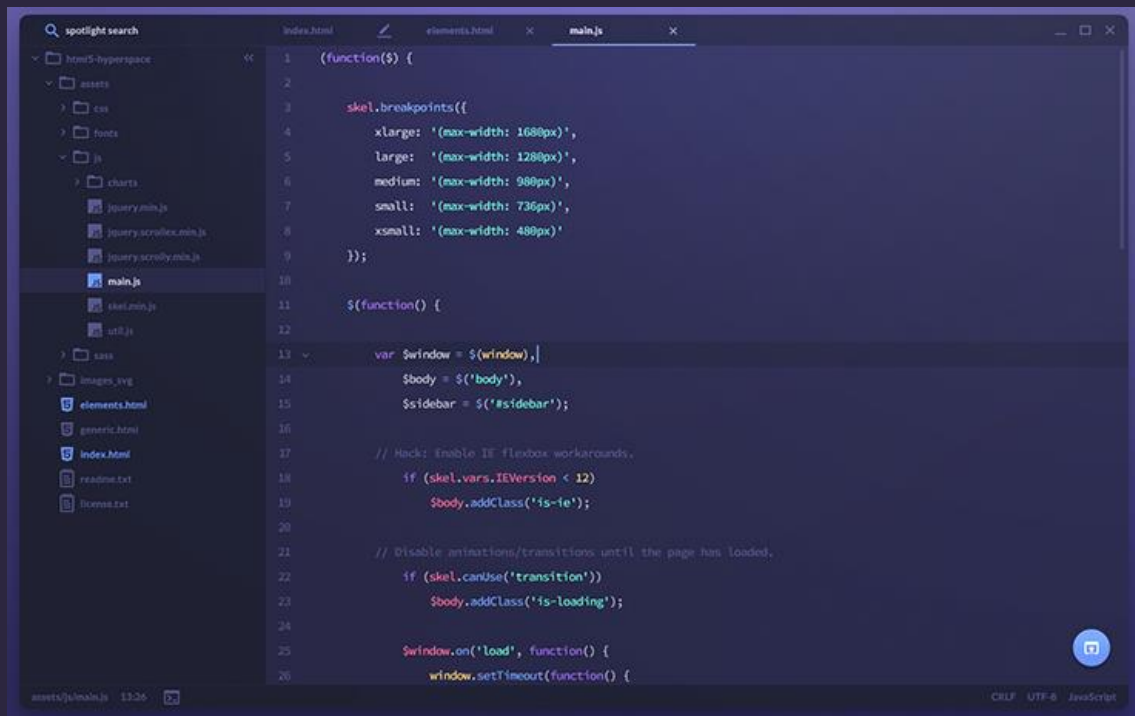 spotlight search
index.html
elements.html
main.js
html5-hyperspace
assets
css
fonts
js
charts
jquery.min.js
jquery.scrollex.min.js
jquery.scrolly.min.js
main.js
skel.min.js
util.js
sass
images_svg
elements.html
generic.html
index.html
readme.txt
license.txt
1 (function($) {
2
3 skel.breakpoints({
4 xlarge: '(max-width: 1680px)',
5 large: '(max-width: 1280px)',
6 medium: '(max-width: 980px)',
7 small: '(max-width: 736px)',
8 xsmall: '(max-width: 480px)'
9 });
10
11 $(function() {
12
13 var $window = $(window),
14 $body = $('body'),
15 $sidebar = $('#sidebar');
16
17 // Hack: Enable IE flexbox workarounds.
18 if (skel.vars.IEVersion < 12)
19 $body.addClass('is-ie');
20
21 // Disable animations/transitions until the page has loaded.
22 if (skel.canUse('transition'))
23 $body.addClass('is-loading');
24
25 $window.on('load', function() {
26 window.setTimeout(function() {
assets/js/main.js 13:26
CRLF UTF-8 JavaScript